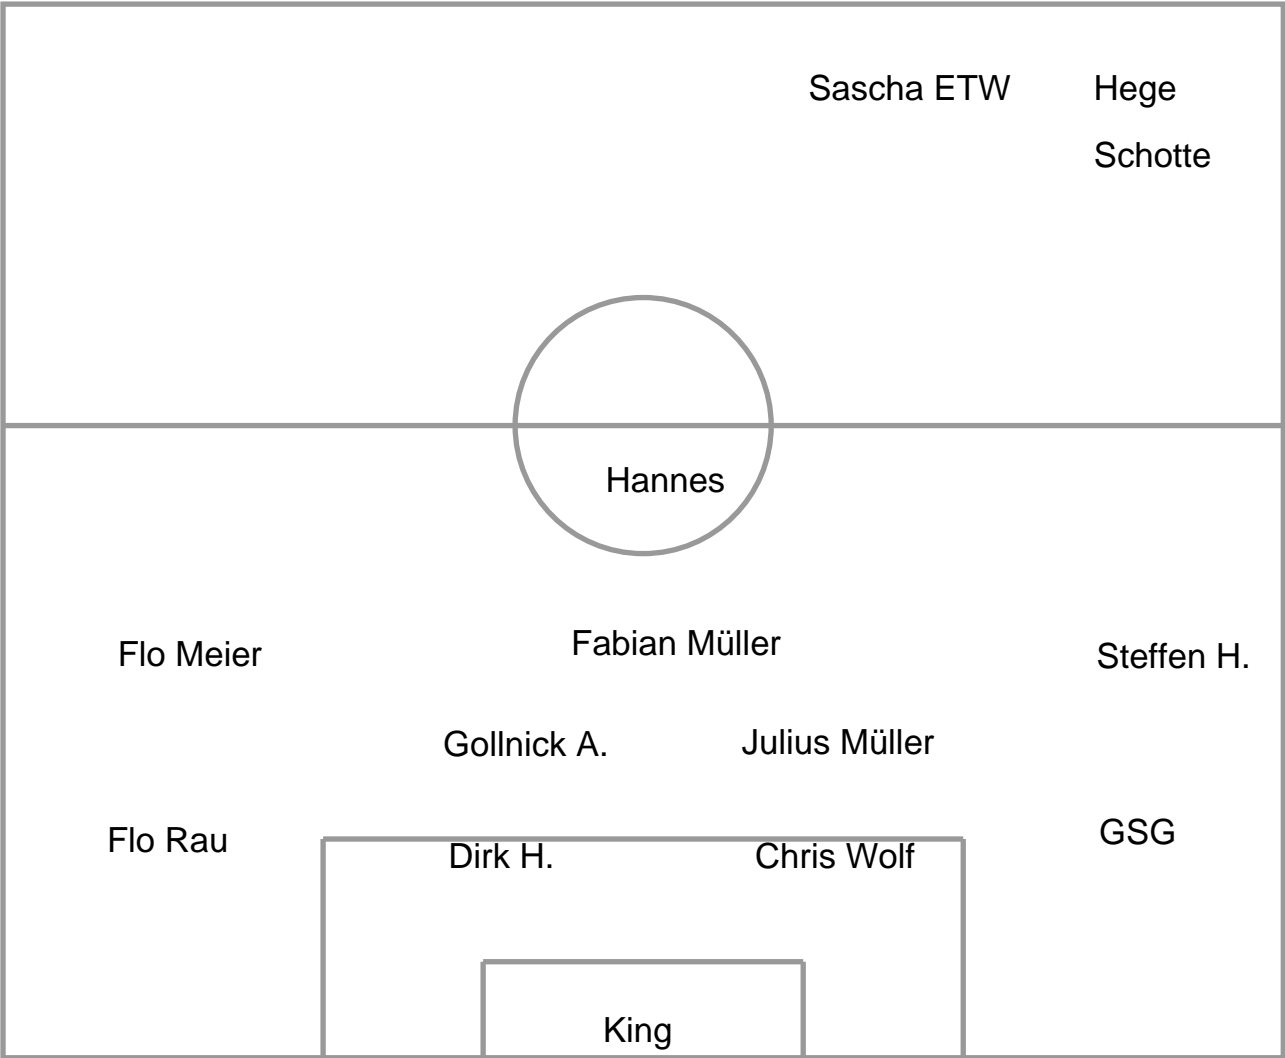 Sascha ETW Hege
Schotte
Hannes
Flo Meier Fabian Müller Steffen H.
Gollnick A. Julius Müller
Flo Rau Dirk H. Chris Wolf GSG
King